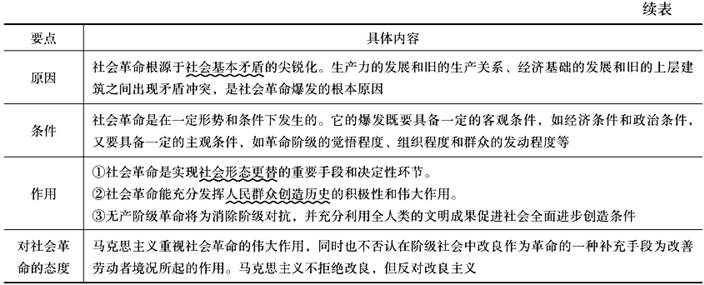 续表
要点 具体内容
原因 社会革命根源于社会基本矛盾的尖锐化。生产力的发展和旧的生产关系、经济基础的发展和旧的上层建
筑之间出现矛盾冲突，是社会革命爆发的根本原因
条件 社会革命是在一定形势和条件下发生的。它的爆发既要具备一定的客观条件，如经济条件和政治条件，
又要具备一定的主观条件，如革命阶级的觉悟程度、组织程度和群众的发动程度等
作用 ①社会革命是实现社会形态更替的重要手段和决定性环节。
②社会革命能充分发挥人民群众创造历史的积极性和伟大作用。
③无产阶级革命将为消除阶级对抗，并充分利用全人类的文明成果促进社会全面进步创造条件
对社会革
命的态度
马克思主义重视社会革命的伟大作用，同时也不否认在阶级社会中改良作为革命的一种补充手段为改善
劳动者境况所起的作用。马克思主义不拒绝改良，但反对改良主义